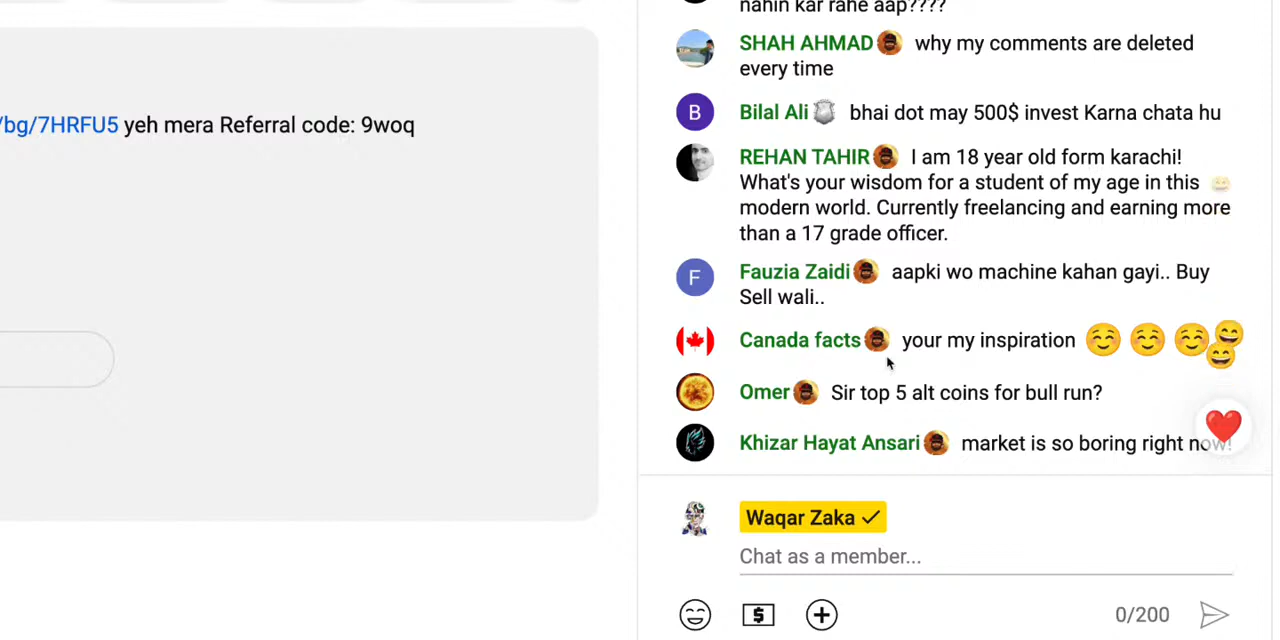 /bg/7HRFU5 yeh mera Referral code: 9woq
nahin kar rahe aap????
SHAH AHMAD why my comments are deleted
every time
B Bilal Ali bhai dot may 500$ invest Karna chata hu
REHAN TAHIR I am 18 year old form karachi!
What's your wisdom for a student of my age in this
modern world. Currently freelancing and earning more
than a 17 grade officer.
F Fauzia Zaidi aapki wo machine kahan gayi.. Buy
Sell wali..
Canada facts your my inspiration
Omer Sir top 5 alt coins for bull run?
Khizar Hayat Ansari market is so boring right now!
Waqar Zaka
Chat as a member...
$
0/200